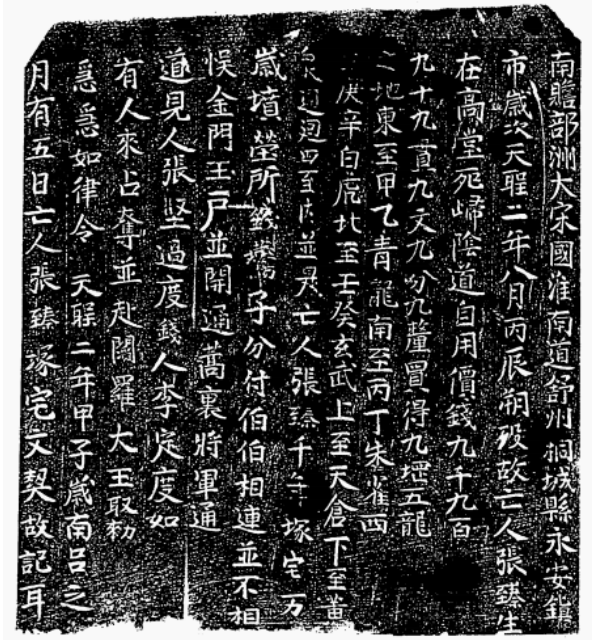 南贍部洲大宋國淮南道舒州桐城縣永安鎮
市歲次天聖二年八月丙辰朔歿故亡人張臻生
在高堂死歸陰道自用價錢九千九百
九十九貫九文九分九釐買得九地五龍
地東至甲乙青龍南至丙丁朱雀西
庚辛白虎北至壬癸玄武上至天倉下至黃
泉迴四至內並是亡人張臻千年塚宅万
歲墳塋所錢子分付伯伯相連並不相
悮金門玉戶並開通蒿裏將軍通
道見人張堅過度錢人李定度如
有人來占奪並赴閻羅大王取勑
急急如律令 天聖二年甲子歲南呂之
月有五日亡人張臻塚宅文契故記耳